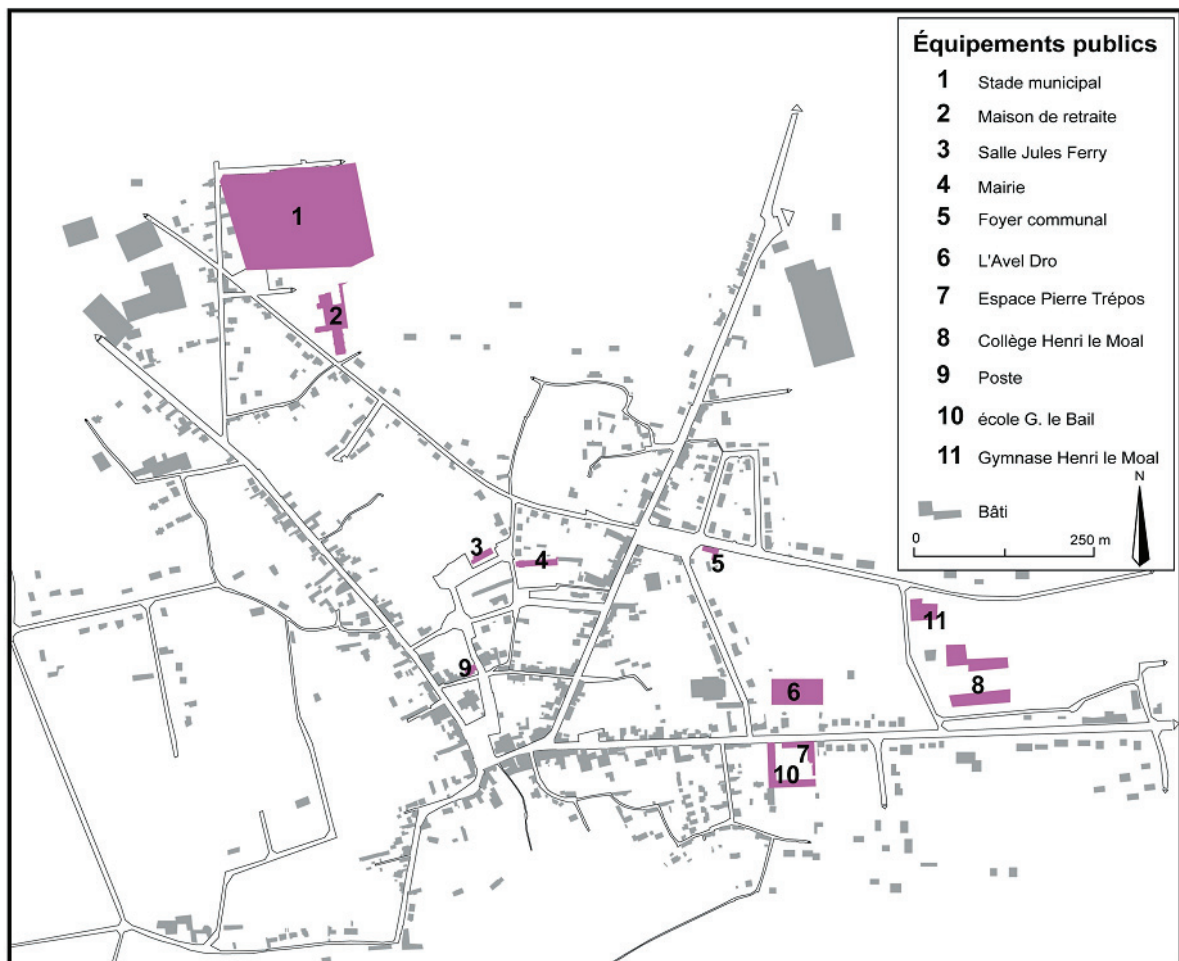 Équipements publics
1 Stade municipal
2 Maison de retraite
3 Salle Jules Ferry
4 Mairie
5 Foyer communal
6 L'Avel Dro
7 Espace Pierre Trépos
8 Collège Henri le Moal
9 Poste
10 école G. le Bail
11 Gymnase Henri le Moal
N
Bâti
0 250 m
1
2
3
4
5
11
9
6
8
7
10